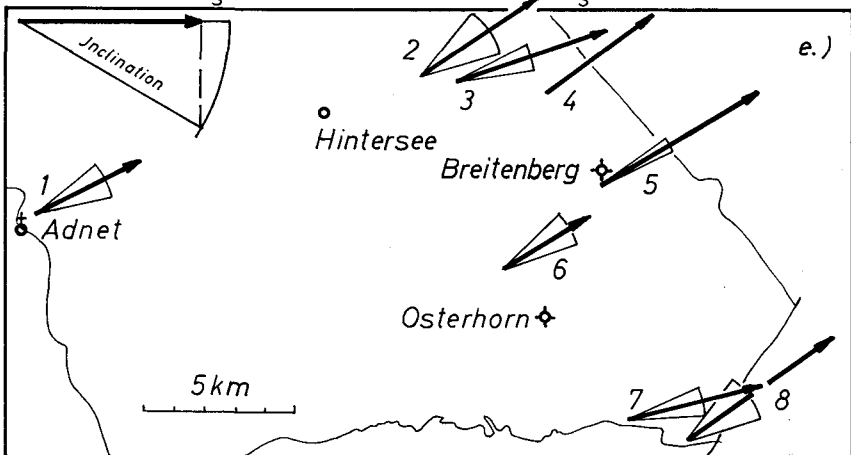 s s
e.)
Jnclination
2
3
4
Hintersee
Breitenberg
5
1
Adnet
6
Osterhorn
5km
7
8